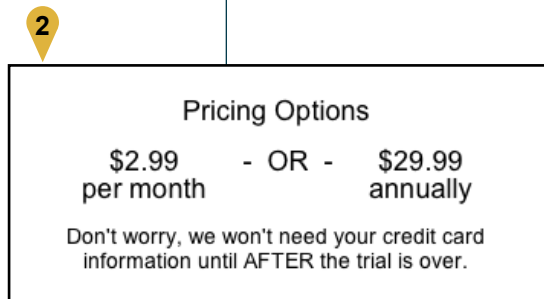 2
Pricing Options
$2.99 - OR - $29.99
per month annually
Don't worry, we won't need your credit card
information until AFTER the trial is over.